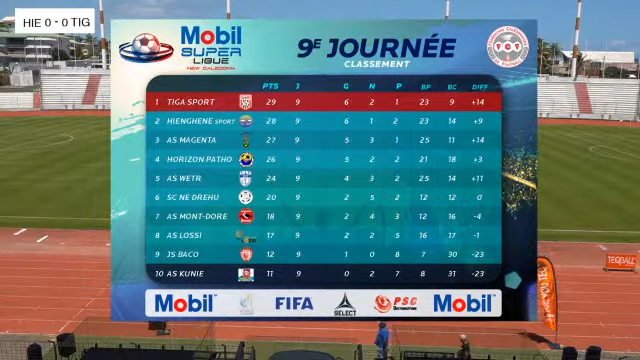 HIE 0 - 0 TIG
Mobil
SUPER
LIGUE
NEW CALEDONIA
9E JOURNÉE
CLASSEMENT
PTS J G N P BP BC DIFF
1 TIGA SPORT 29 9 6 2 1 23 9 +14
2 HIENGHENE SPORT 28 9 6 1 2 23 14 +9
3 AS MAGENTA 27 9 5 3 1 25 11 +14
4 HORIZON PATHO 26 9 5 2 2 21 18 +3
5 AS WETR 24 9 4 3 2 25 14 +11
6 SC NE DREHU 20 9 2 5 2 12 12 0
7 AS MONT-DORE 18 9 2 4 3 12 16 -4
8 AS LOSSI 17 9 2 2 5 16 17 -1
9 JS BACO 12 9 1 0 8 7 30 -23
10 AS KUNIE 11 9 0 2 7 8 31 -23
Mobil FIFA SELECT PSC DISTRIBUTION Mobil
TEQBALL